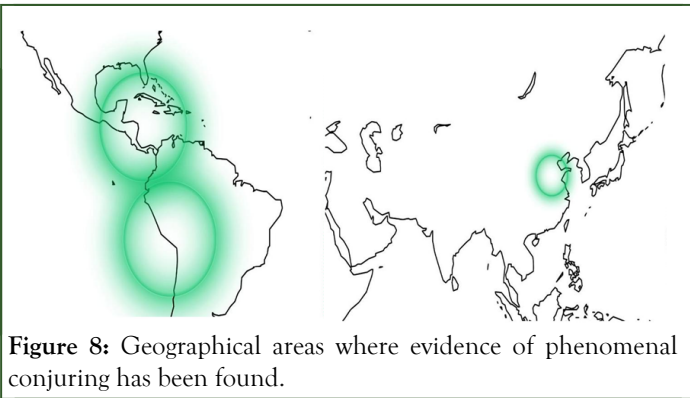 Figure 8: Geographical areas where evidence of phenomenal
conjuring has been found.